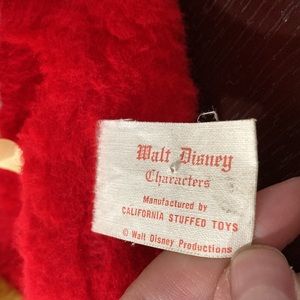 Walt Disney
Characters
Manufactured by
CALIFORNIA STUFFED TOYS
© Walt Disney Productions